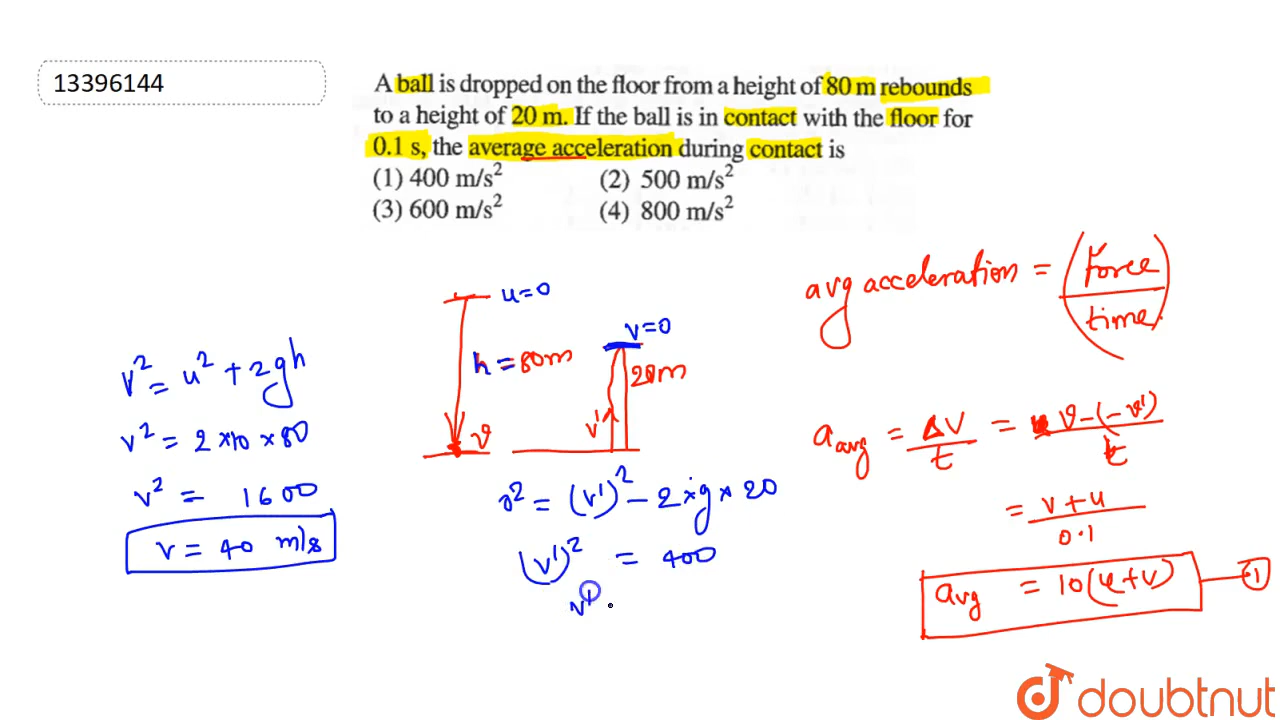 13396144
A ball is dropped on the floor from a height of 80 m rebounds
to a height of 20 m. If the ball is in contact with the floor for
0.1 s, the average acceleration during contact is
(1) 400 m/s² (2) 500 m/s²
(3) 600 m/s² (4) 800 m/s²
avg acceleration = (Force/time)
u=0
h = 80m
v
v=0
20m
v'
v² = u² + 2gh
v² = 2×10×80
v² = 1600
v = 40 m/s
0² = (v')² - 2×g×20
(v')² = 400
v'
a avg = Δv/t = v-(-v')/t
= v+u/0.1
avg = 10(u+v) 1
doubtnut